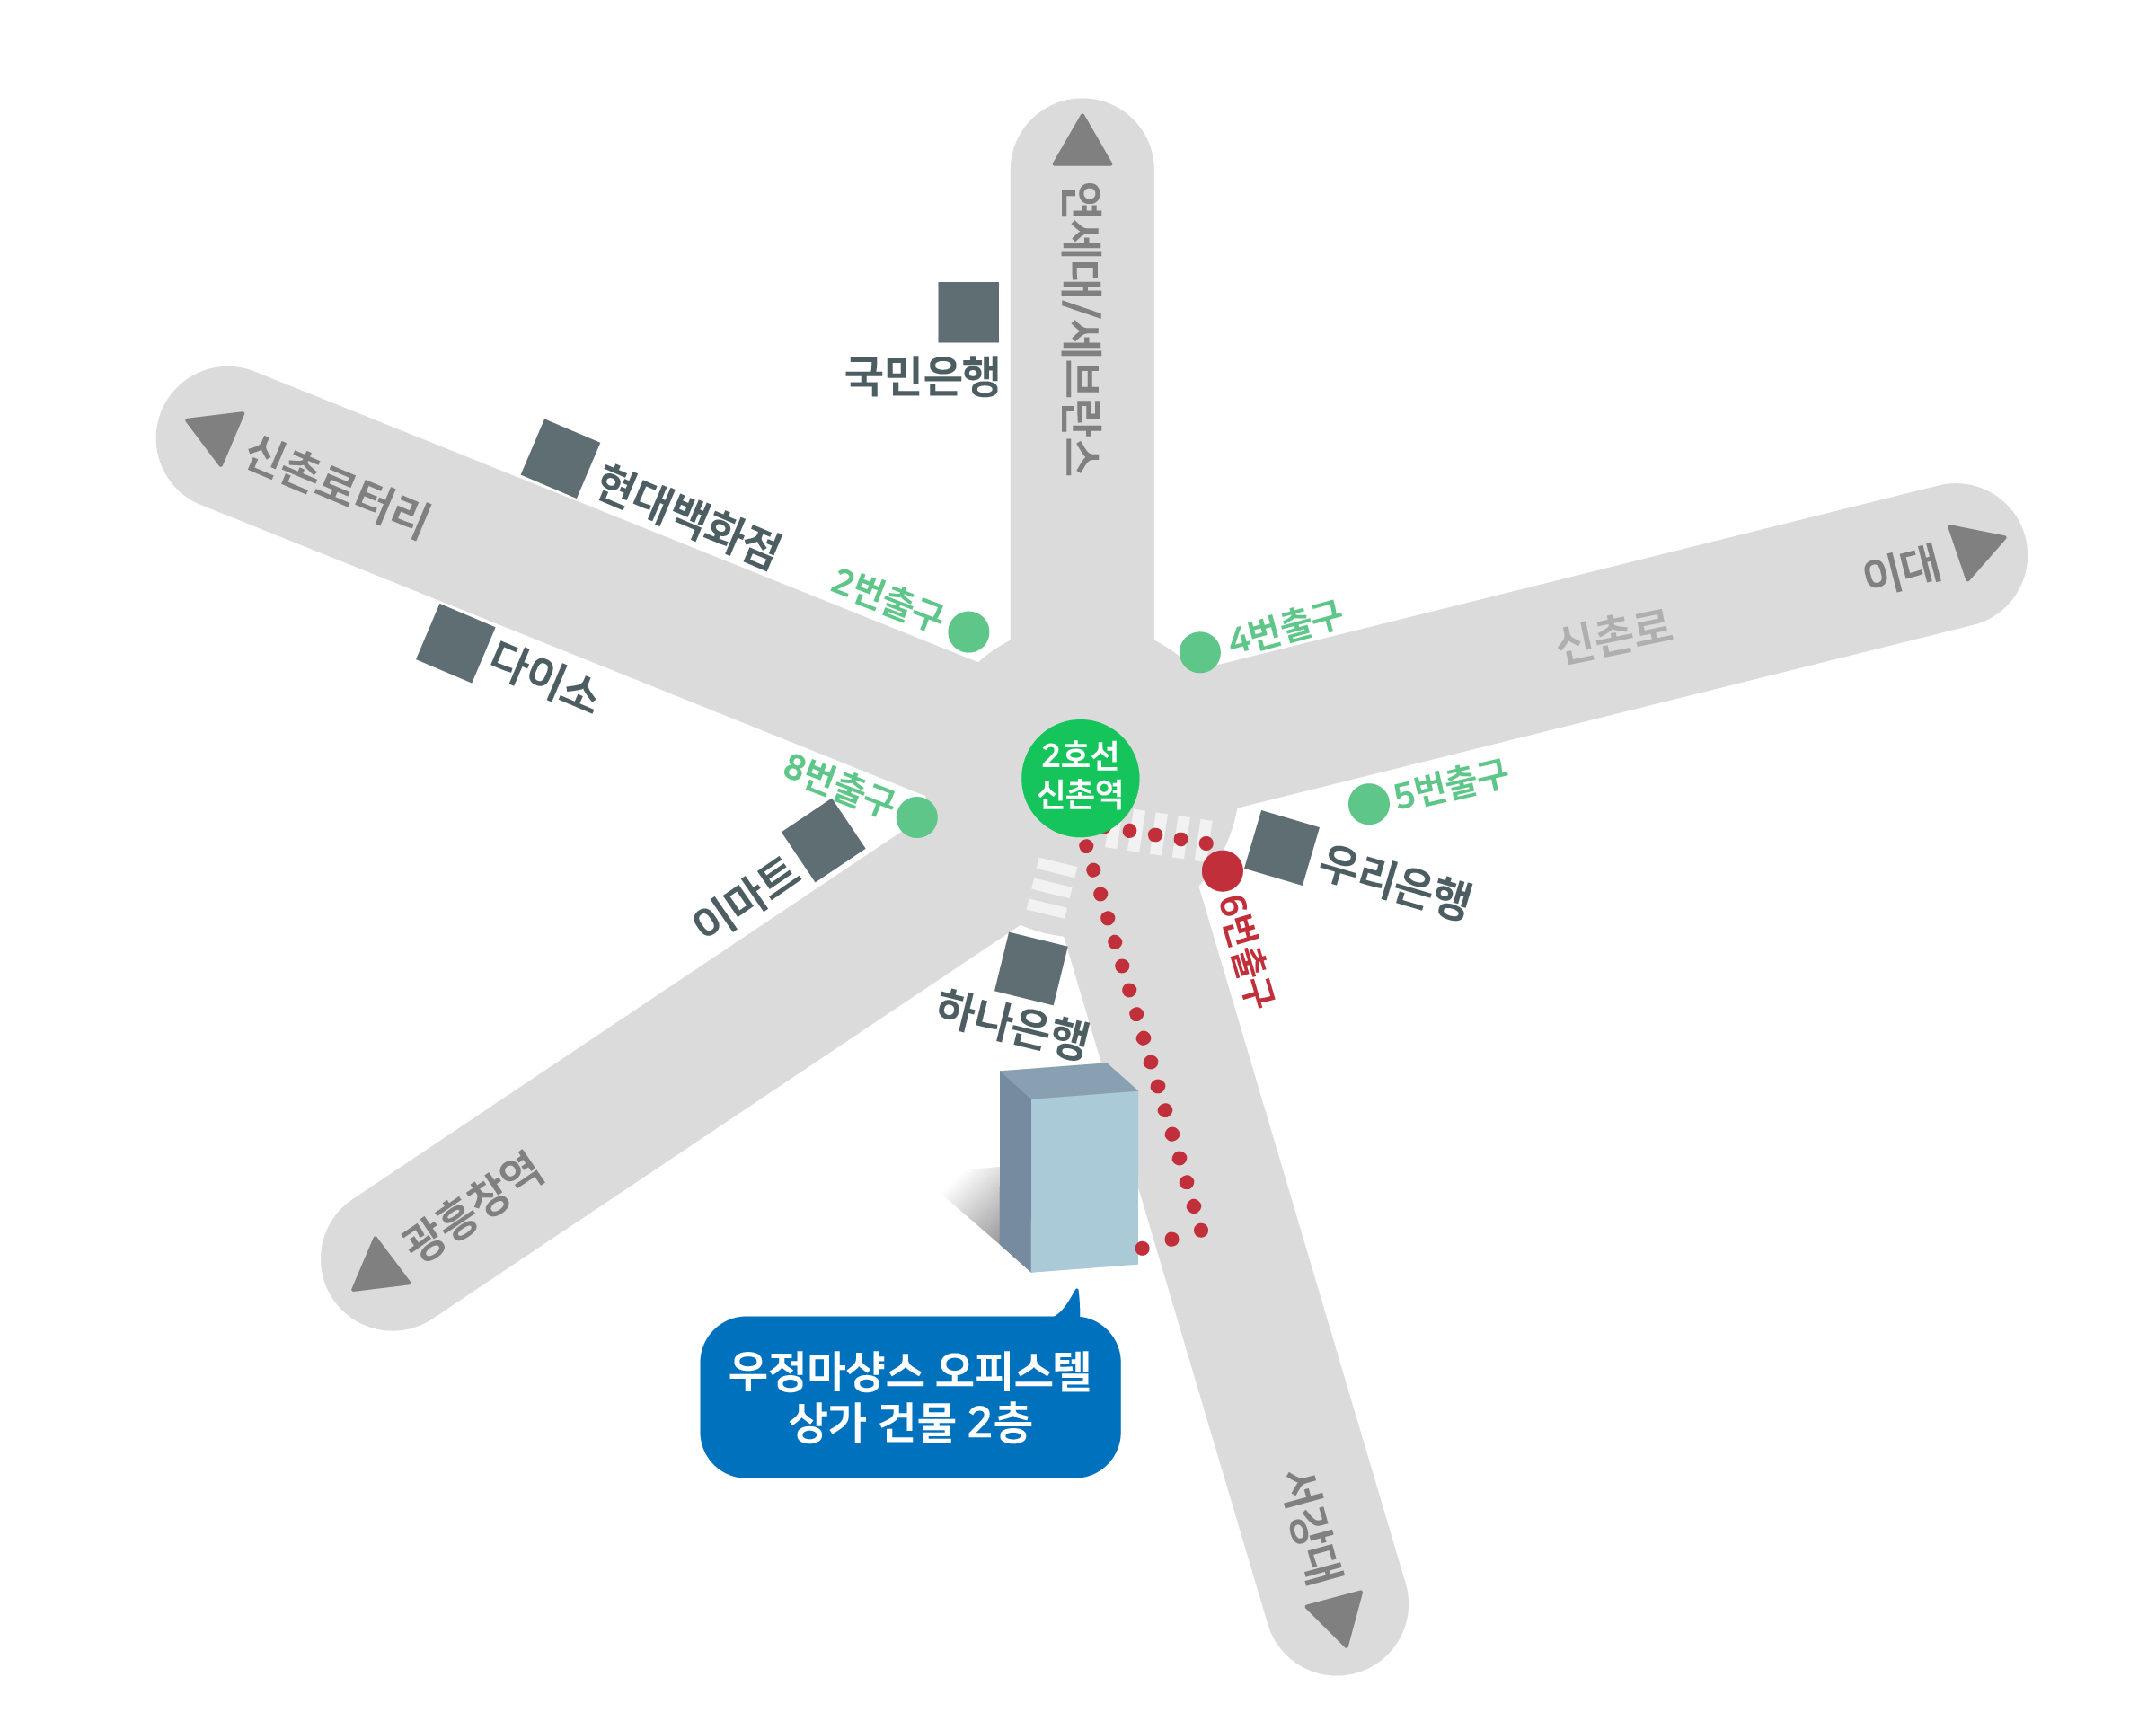 연세대/세브란스
국민은행
신촌로터리
현대백화점
2번출구
다이소
4번출구
이대
신촌로
2호선
신촌역
8번출구
5번출구
이마트
우리은행
6번출구
하나은행
광흥창역
우정마샹스 오피스텔
상가 건물 2층
서강대